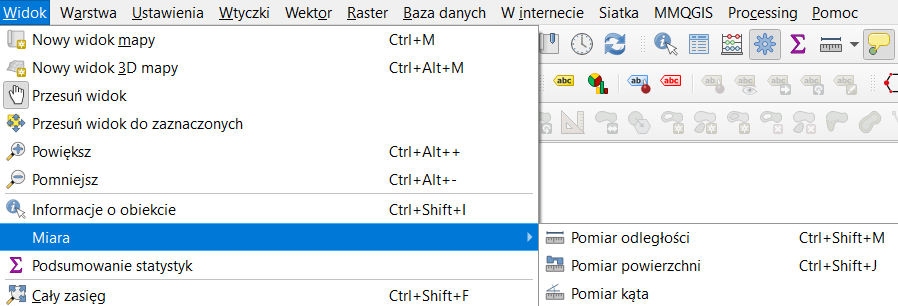 Widok Warstwa Ustawienia Wtyczki Wektor Raster Baza danych W internecie Siatka MMQGIS Processing Pomoc
Nowy widok mapy Ctrl+M
Nowy widok 3D mapy Ctrl+Alt+M
Przesuń widok
Przesuń widok do zaznaczonych
Powiększ Ctrl+Alt++
Pomniejsz Ctrl+Alt+-
Informacje o obiekcie Ctrl+Shift+I
Miara
Podsumowanie statystyk
Cały zasięg Ctrl+Shift+F
abc abc abc abc abc abc abc
Pomiar odległości Ctrl+Shift+M
Pomiar powierzchni Ctrl+Shift+J
Pomiar kąta